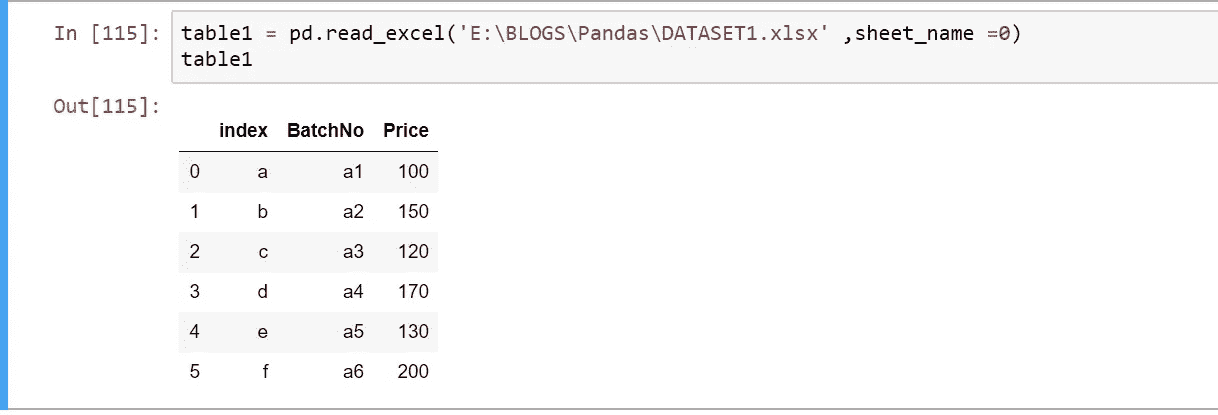 In [115]: table1 = pd.read_excel('E:\BLOGS\Pandas\DATASET1.xlsx' ,sheet_name =0)
table1
Out[115]:
index BatchNo Price
0 a a1 100
1 b a2 150
2 c a3 120
3 d a4 170
4 e a5 130
5 f a6 200